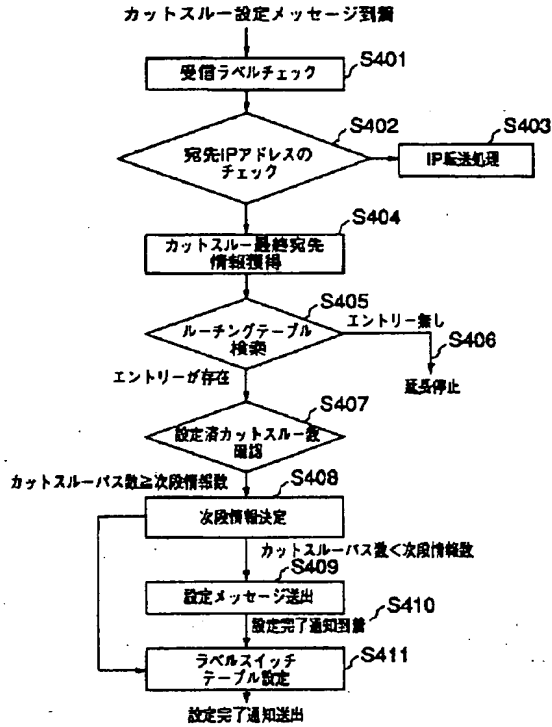 カットスルー設定メッセージ到着
S401
受信ラベルチェック
S402
宛先IPアドレスの
チェック
S403
IP転送処理
S404
カットスルー最終宛先
情報獲得
S405
ルーチングテーブル
検索
エントリー無し
S406
延長停止
エントリーが存在
S407
設定済カットスルー数
確認
カットスルーパス数≧次段情報数
S408
次段情報決定
カットスルーパス数<次段情報数
S409
設定メッセージ送出
S410
設定完了通知到着
S411
ラベルスイッチ
テーブル設定
設定完了通知送出